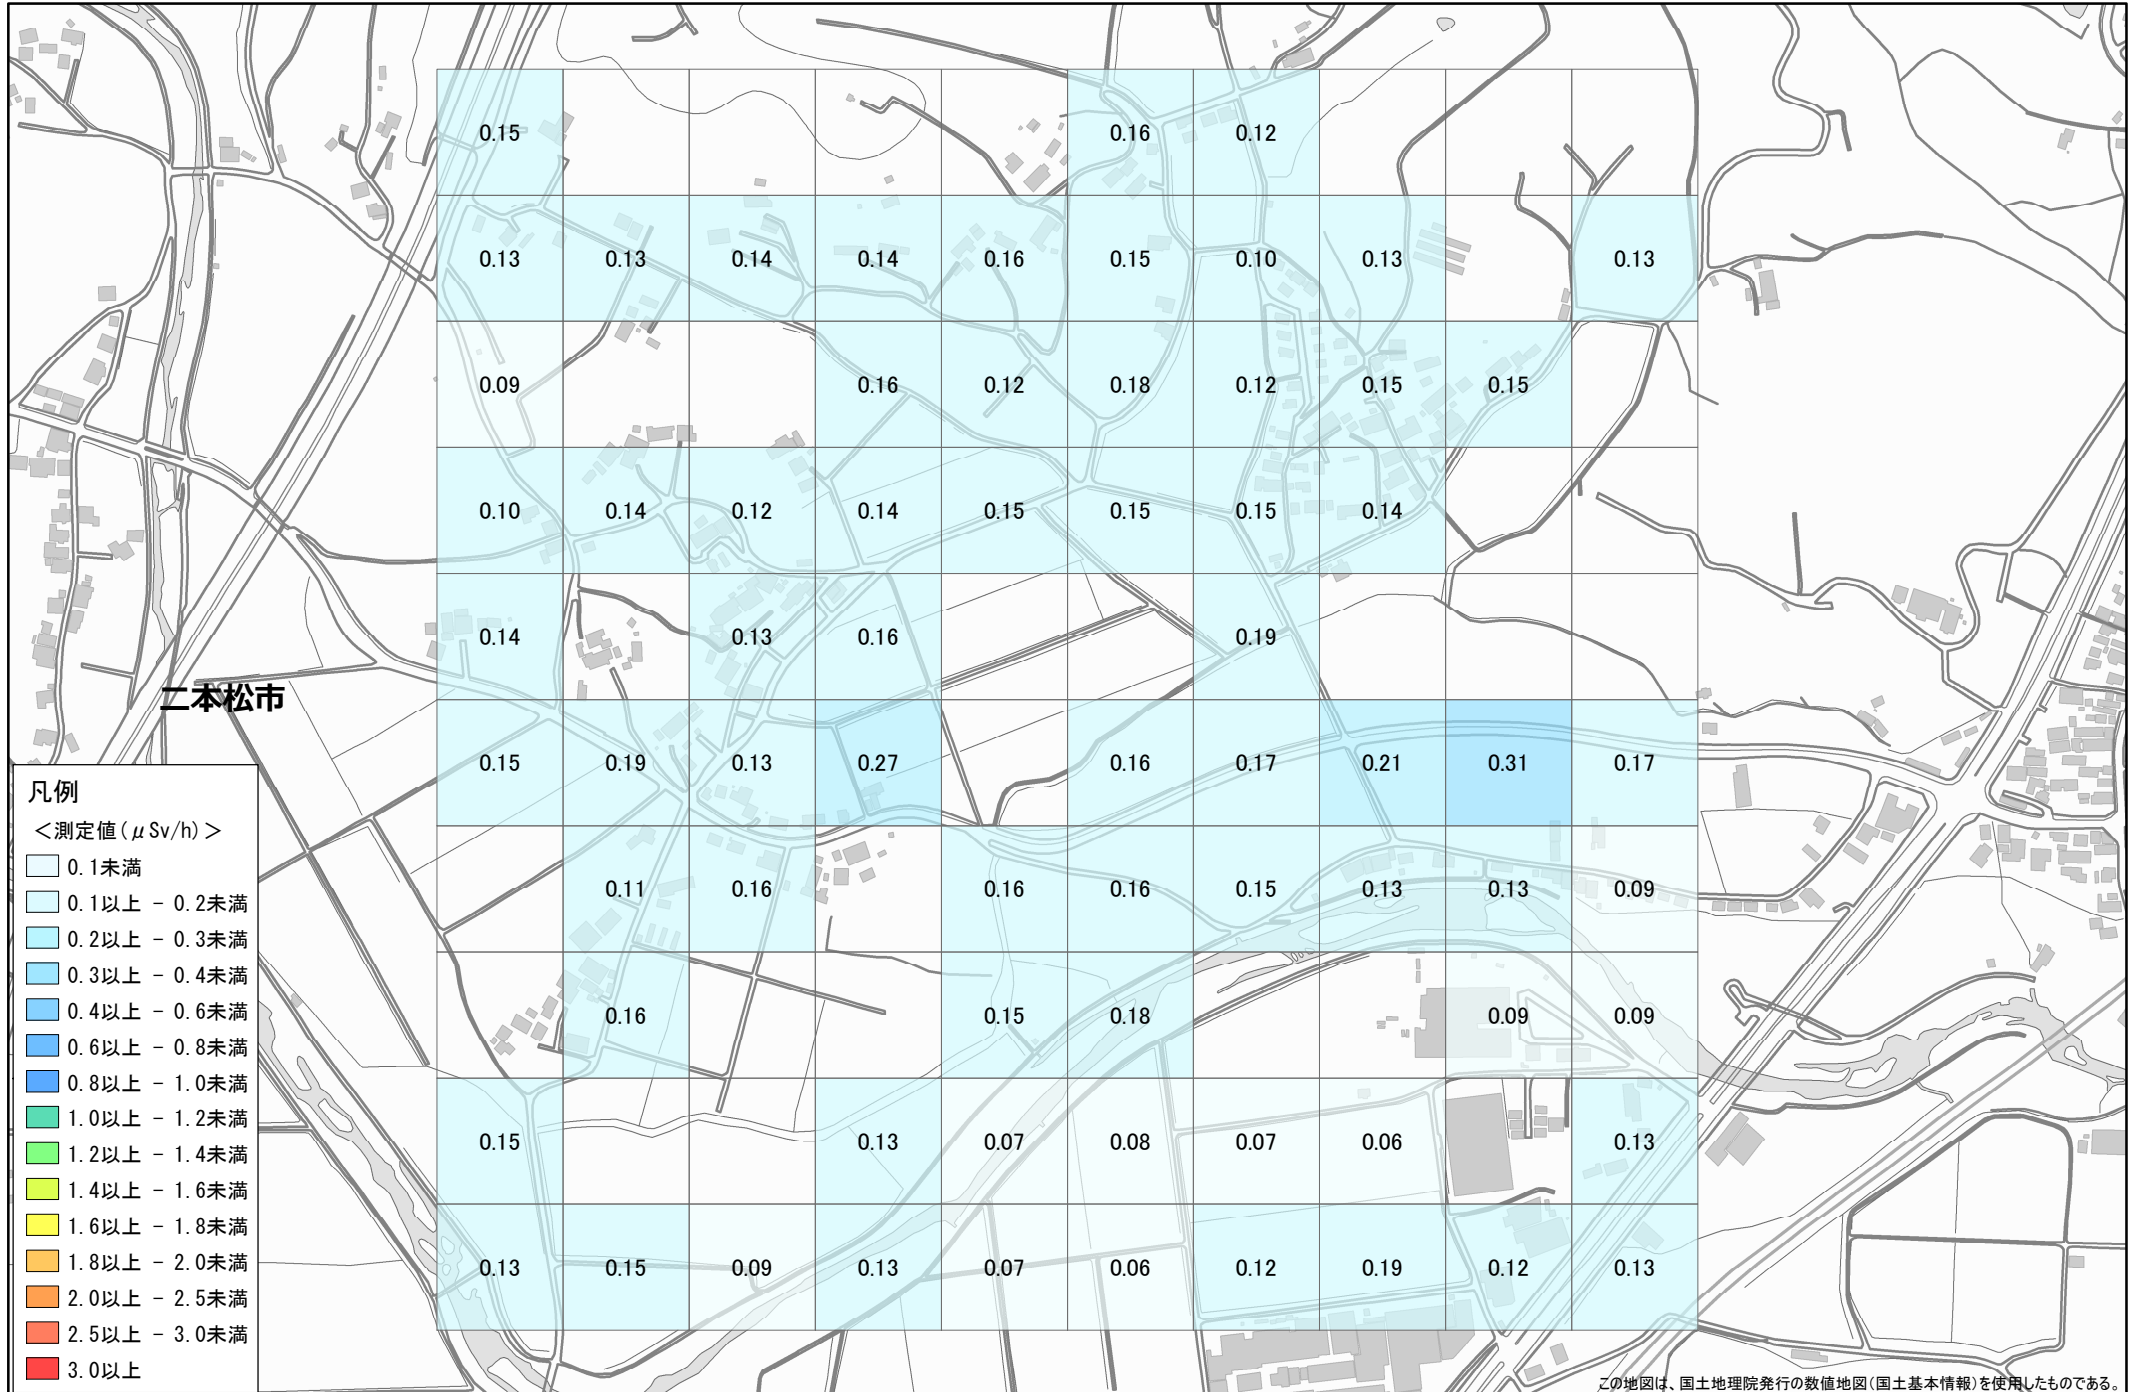 0.15 0.16 0.12
0.13 0.13 0.14 0.14 0.16 0.15 0.10 0.13 0.13
0.09 0.16 0.12 0.18 0.12 0.15 0.15
0.10 0.14 0.12 0.14 0.15 0.15 0.15 0.14
0.14 0.13 0.16 0.19
二本松市
0.15 0.19 0.13 0.27 0.16 0.17 0.21 0.31 0.17
0.11 0.16 0.16 0.16 0.15 0.13 0.13 0.09
0.16 0.15 0.18 0.09 0.09
0.15 0.13 0.07 0.08 0.07 0.06 0.13
0.13 0.15 0.09 0.13 0.07 0.06 0.12 0.19 0.12 0.13
凡例
＜測定値(μSv/h)＞
0.1未満
0.1以上 - 0.2未満
0.2以上 - 0.3未満
0.3以上 - 0.4未満
0.4以上 - 0.6未満
0.6以上 - 0.8未満
0.8以上 - 1.0未満
1.0以上 - 1.2未満
1.2以上 - 1.4未満
1.4以上 - 1.6未満
1.6以上 - 1.8未満
1.8以上 - 2.0未満
2.0以上 - 2.5未満
2.5以上 - 3.0未満
3.0以上
この地図は、国土地理院発行の数値地図(国土基本情報)を使用したものである。